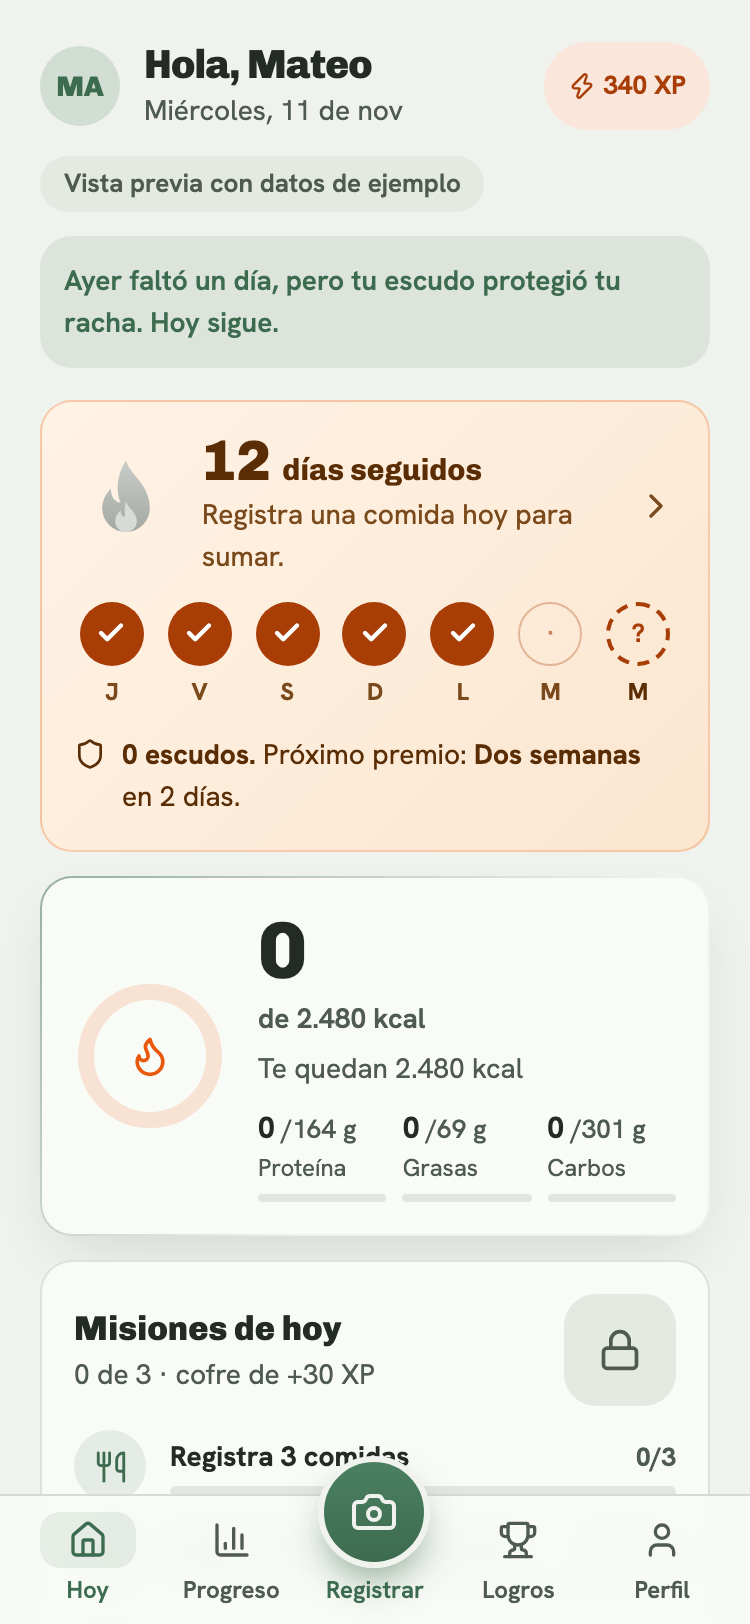 MA
Hola, Mateo
Miércoles, 11 de nov
340 XP
Vista previa con datos de ejemplo
Ayer faltó un día, pero tu escudo protegió tu
racha. Hoy sigue.
12 días seguidos
Registra una comida hoy para
sumar.
· ?
J V S D L M M
0 escudos. Próximo premio: Dos semanas
en 2 días.
0
de 2.480 kcal
Te quedan 2.480 kcal
0 /164 g 0 /69 g 0 /301 g
Proteína Grasas Carbos
Misiones de hoy
0 de 3 · cofre de +30 XP
Registra 3 comidas 0/3
Hoy Progreso Registrar Logros Perfil